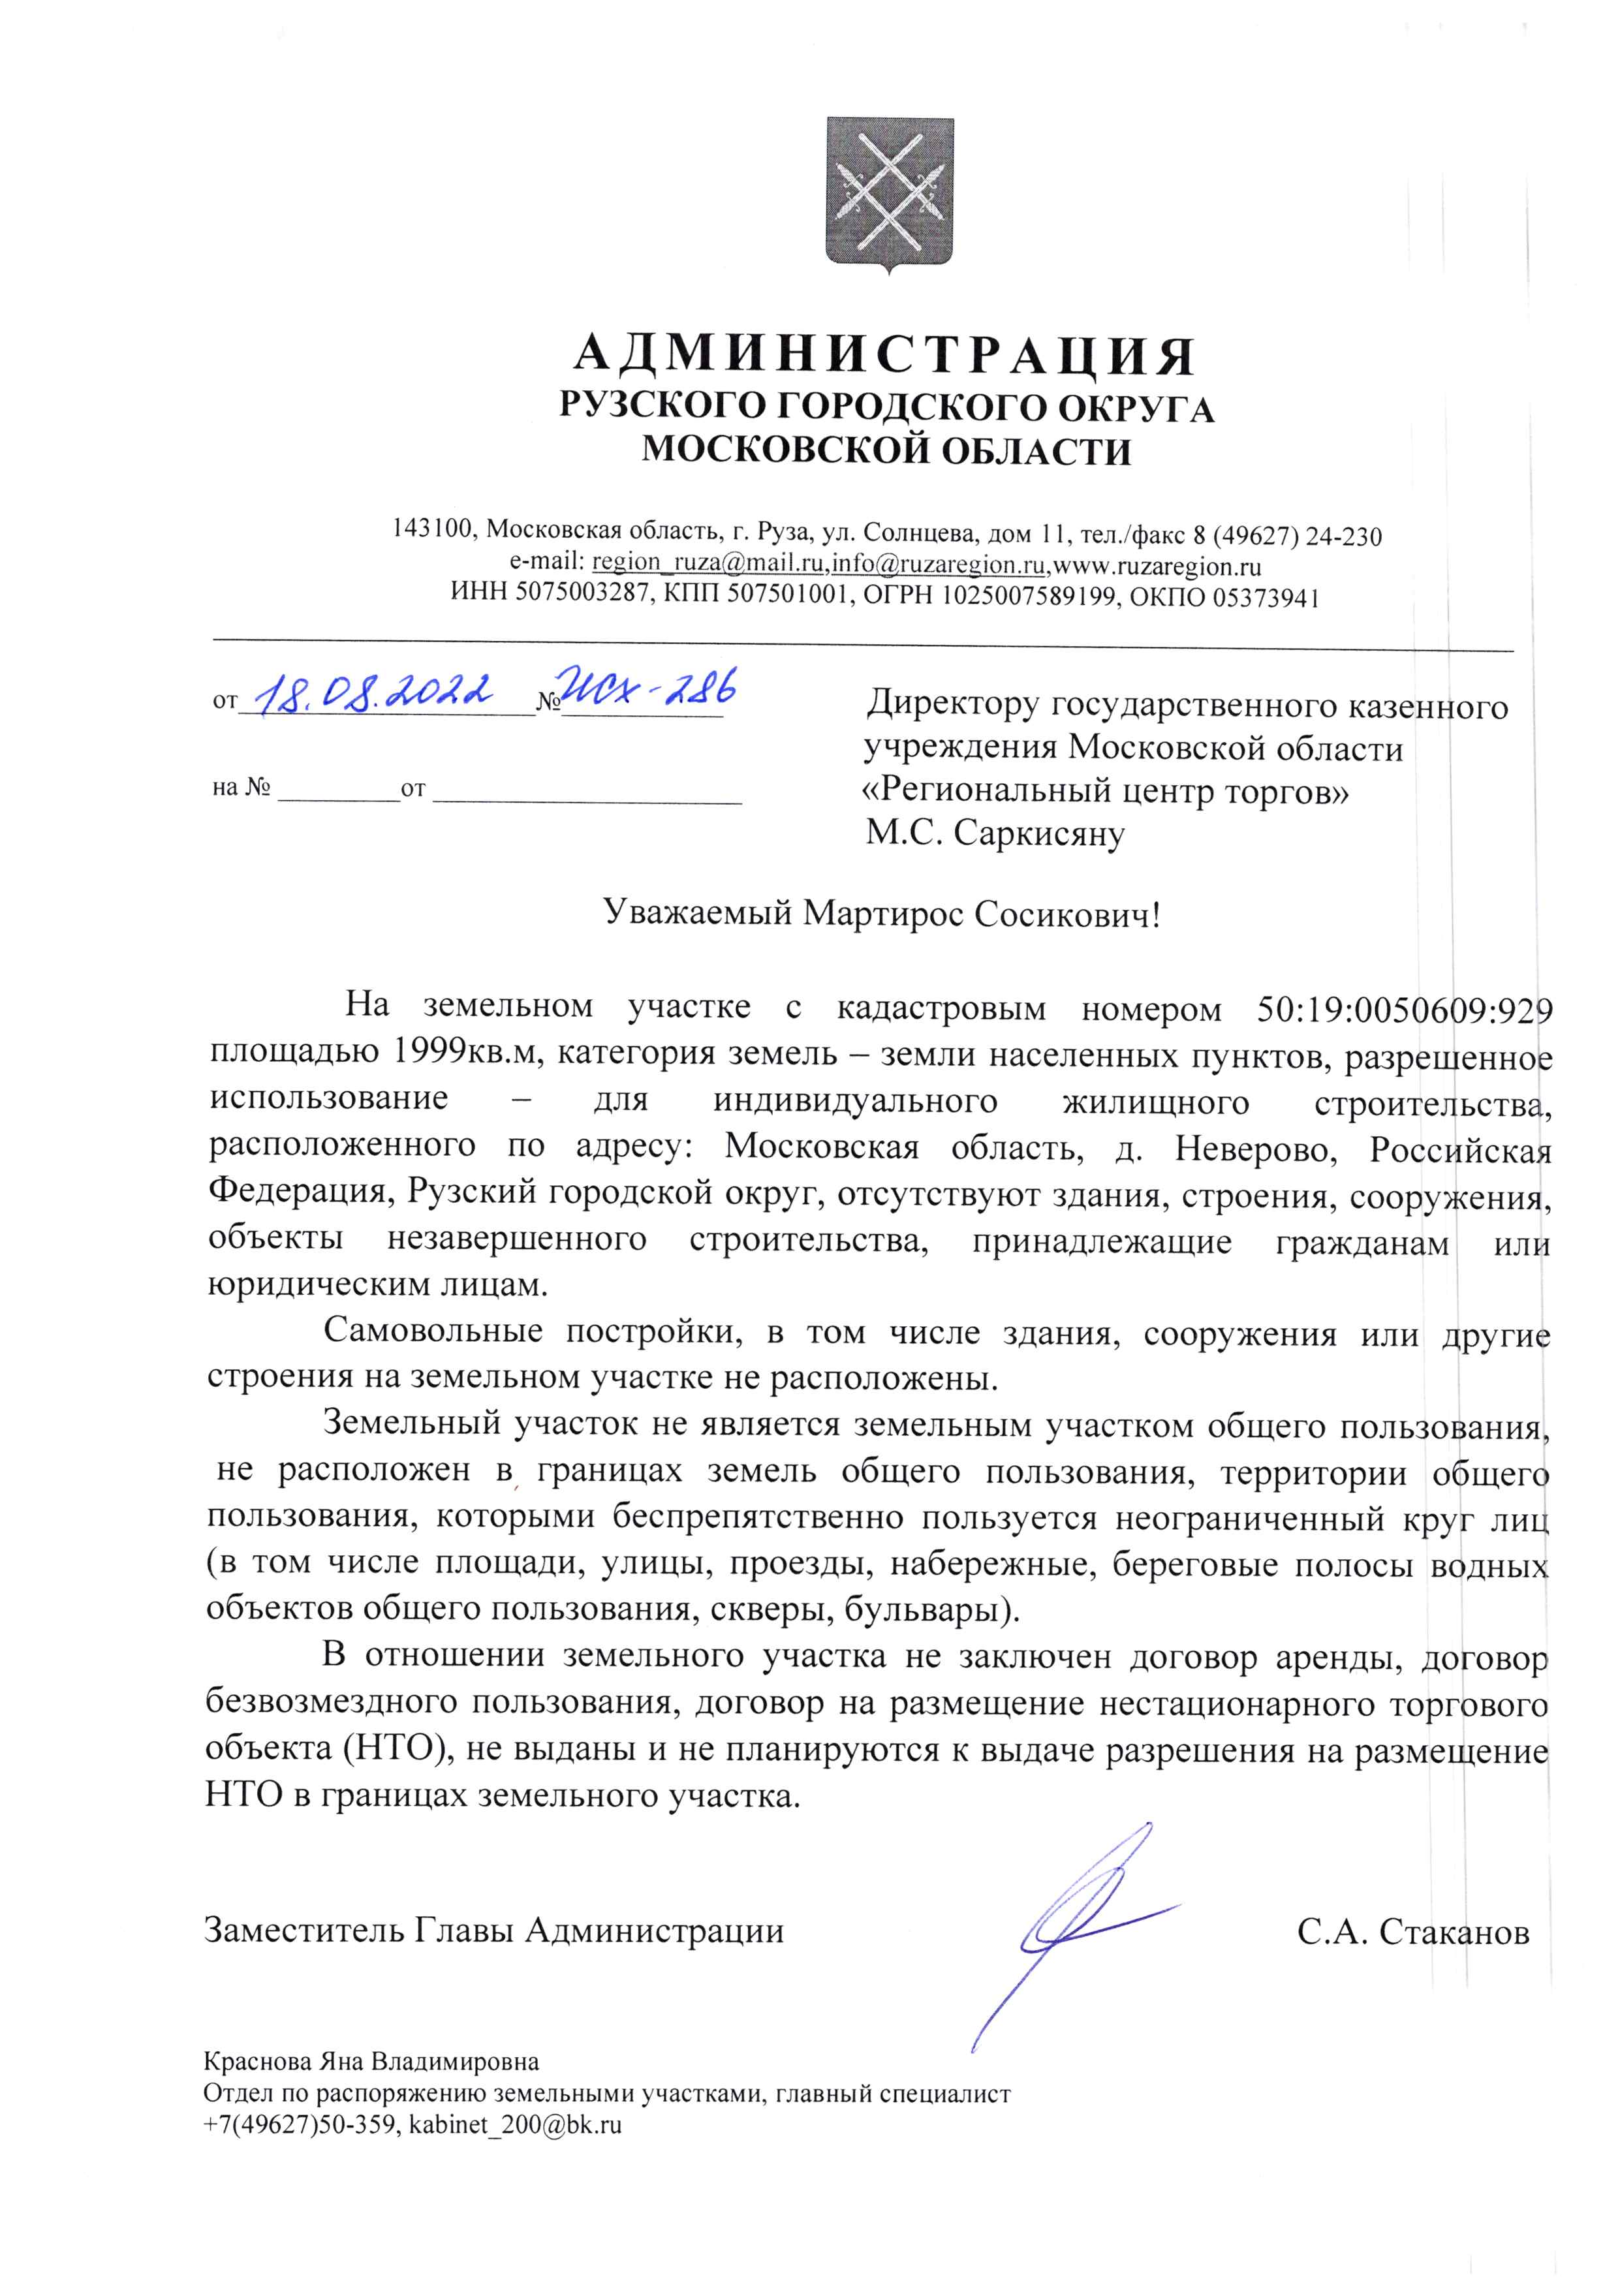 АДМИНИСТРАЦИЯ
РУЗСКОГО ГОРОДСКОГО ОКРУГА
МОСКОВСКОЙ ОБЛАСТИ
143100, Московская область, г. Руза, ул. Солнцева, дом 11, тел./факс 8 (49627) 24-230
e-mail: region_ruza@mail.ru,info@ruzaregion.ru,www.ruzaregion.ru
ИНН 5075003287, КПП 507501001, ОГРН 1025007589199, ОКПО 05373941
от 18.08.2022 № Исх-286
на № __________от __________
Директору государственного казенного
учреждения Московской области
«Региональный центр торгов»
М.С. Саркисяну
Уважаемый Мартирос Сосикович!
На земельном участке с кадастровым номером 50:19:0050609:929
площадью 1999кв.м, категория земель – земли населенных пунктов, разрешенное
использование – для индивидуального жилищного строительства,
расположенного по адресу: Московская область, д. Неверово, Российская
Федерация, Рузский городской округ, отсутствуют здания, строения, сооружения,
объекты незавершенного строительства, принадлежащие гражданам или
юридическим лицам.
Самовольные постройки, в том числе здания, сооружения или другие
строения на земельном участке не расположены.
Земельный участок не является земельным участком общего пользования,
не расположен в границах земель общего пользования, территории общего
пользования, которыми беспрепятственно пользуется неограниченный круг лиц
(в том числе площади, улицы, проезды, набережные, береговые полосы водных
объектов общего пользования, скверы, бульвары).
В отношении земельного участка не заключен договор аренды, договор
безвозмездного пользования, договор на размещение нестационарного торгового
объекта (НТО), не выданы и не планируются к выдаче разрешения на размещение
НТО в границах земельного участка.
Заместитель Главы Администрации С.А. Стаканов
Краснова Яна Владимировна
Отдел по распоряжению земельными участками, главный специалист
+7(49627)50-359, kabinet_200@bk.ru